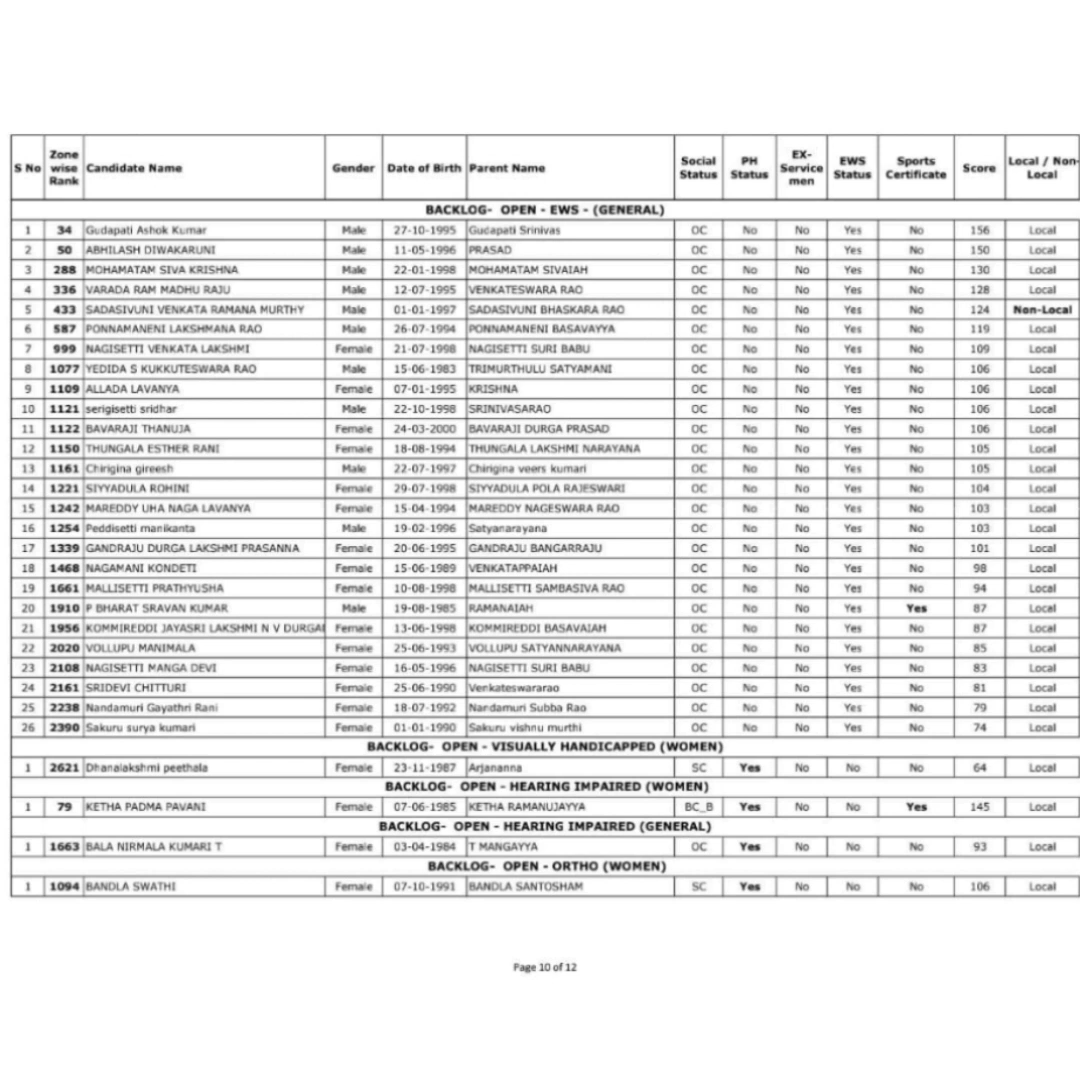 S No Zone wise Rank Candidate Name Gender Date of Birth Parent Name Social Status PH Status EX-Service men EWS Status Sports Certificate Score Local / Non-Local
BACKLOG- OPEN - EWS - (GENERAL)
1 34 Gudapati Ashok Kumar Male 27-10-1995 Gudapati Srinivas OC No No Yes No 156 Local
2 50 ABHILASH DIWAKARUNI Male 11-05-1996 PRASAD OC No No Yes No 150 Local
3 288 MOHAMATAM SIVA KRISHNA Male 22-01-1998 MOHAMATAM SIVAIAH OC No No Yes No 130 Local
4 336 VARADA RAM MADHU RAJU Male 12-07-1995 VENKATESWARA RAO OC No No Yes No 128 Local
5 433 SADASIVUNI VENKATA RAMANA MURTHY Male 01-01-1997 SADASIVUNI BHASKARA RAO OC No No Yes No 124 Non-Local
6 587 PONNAMANENI LAKSHMANA RAO Male 26-07-1994 PONNAMANENI BASAVAYYA OC No No Yes No 119 Local
7 999 NAGISETTI VENKATA LAKSHMI Female 21-07-1998 NAGISETTI SURI BABU OC No No Yes No 109 Local
8 1077 YEDIDA S KUKKUTESWARA RAO Male 15-06-1983 TRIMURTHULU SATYAMANI OC No No Yes No 106 Local
9 1109 ALLADA LAVANYA Female 07-01-1995 KRISHNA OC No No Yes No 106 Local
10 1121 serigisetti sridhar Male 22-10-1998 SRINIVASARAO OC No No Yes No 106 Local
11 1122 BAVARAJI THANUJA Female 24-03-2000 BAVARAJI DURGA PRASAD OC No No Yes No 106 Local
12 1150 THUNGALA ESTHER RANI Female 18-08-1994 THUNGALA LAKSHMI NARAYANA OC No No Yes No 105 Local
13 1161 Chirigina gireesh Male 22-07-1997 Chirigina veers kumari OC No No Yes No 105 Local
14 1221 SIYYADULA ROHINI Female 29-07-1998 SIYYADULA POLA RAJESWARI OC No No Yes No 104 Local
15 1242 MAREDDY UHA NAGA LAVANYA Female 15-04-1994 MAREDDY NAGESWARA RAO OC No No Yes No 103 Local
16 1254 Peddisetti manikanta Male 19-02-1996 Satyanarayana OC No No Yes No 103 Local
17 1339 GANDRAJU DURGA LAKSHMI PRASANNA Female 20-06-1995 GANDRAJU BANGARRAJU OC No No Yes No 101 Local
18 1468 NAGAMANI KONDETI Female 15-06-1989 VENKATAPPAIAH OC No No Yes No 98 Local
19 1661 MALLISETTI PRATHYUSHA Female 10-08-1998 MALLISETTI SAMBASIVA RAO OC No No Yes No 94 Local
20 1910 P BHARAT SRAVAN KUMAR Male 19-08-1985 RAMANAIAH OC No No Yes Yes 87 Local
21 1956 KOMMIREDDI JAYASRI LAKSHMI N V DURGAI Female 13-06-1998 KOMMIREDDI BASAVAIAH OC No No Yes No 87 Local
22 2020 VOLLUPU MANIMALA Female 25-06-1993 VOLLUPU SATYANNARAYANA OC No No Yes No 85 Local
23 2108 NAGISETTI MANGA DEVI Female 16-05-1996 NAGISETTI SURI BABU OC No No Yes No 83 Local
24 2161 SRIDEVI CHITTURI Female 25-06-1990 Venkateswararao OC No No Yes No 81 Local
25 2238 Nandamuri Gayathri Rani Female 18-07-1992 Nandamuri Subba Rao OC No No Yes No 79 Local
26 2390 Sakuru surya kumari Female 01-01-1990 Sakuru vishnu murthi OC No No Yes No 74 Local
BACKLOG- OPEN - VISUALLY HANDICAPPED (WOMEN)
1 2621 Dhanalakshmi peethala Female 23-11-1987 Arjananna SC Yes No No No 64 Local
BACKLOG- OPEN - HEARING IMPAIRED (WOMEN)
1 79 KETHA PADMA PAVANI Female 07-06-1985 KETHA RAMANUJAYYA BC_B Yes No No Yes 145 Local
BACKLOG- OPEN - HEARING IMPAIRED (GENERAL)
1 1663 BALA NIRMALA KUMARI T Female 03-04-1984 T MANGAYYA OC Yes No No No 93 Local
BACKLOG- OPEN - ORTHO (WOMEN)
1 1094 BANDLA SWATHI Female 07-10-1991 BANDLA SANTOSHAM SC Yes No No No 106 Local
Page 10 of 12